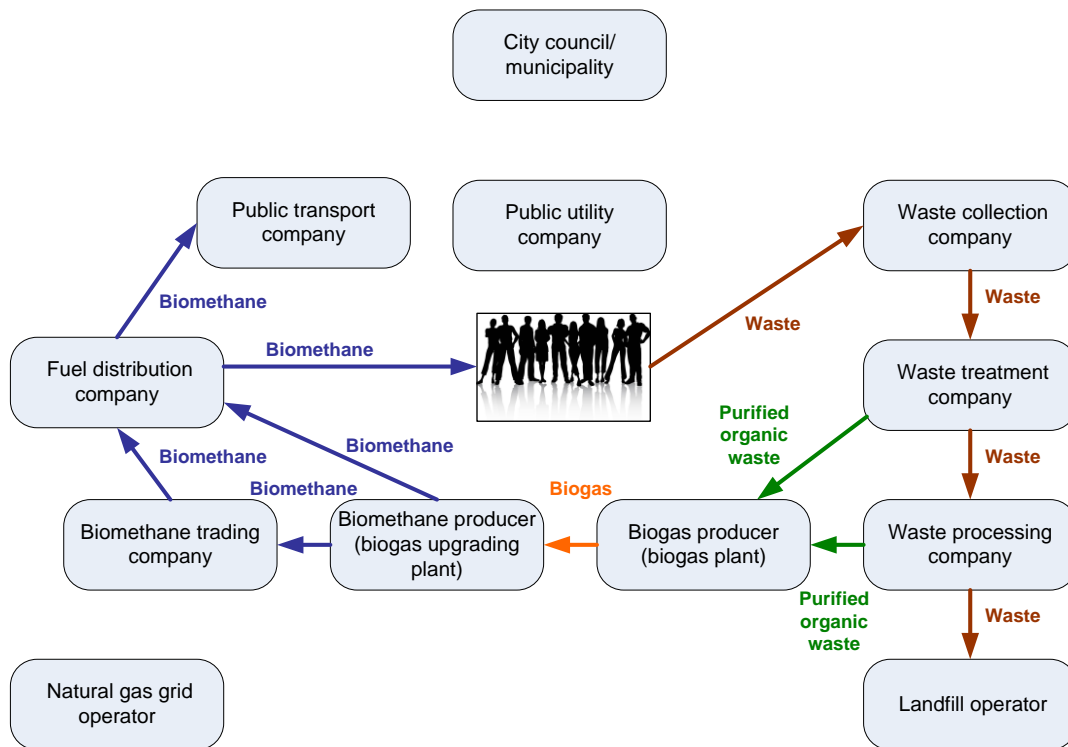 City council/
municipality
Public transport
company
Public utility
company
Waste collection
company
Biomethane
Waste
Waste
Biomethane
Fuel distribution
company
Waste treatment
company
Purified
organic
waste
Biomethane
Biomethane
Waste
Biomethane
Biogas
Biomethane trading
company
Biomethane producer
(biogas upgrading
plant)
Biogas producer
(biogas plant)
Waste processing
company
Purified
organic
waste
Waste
Natural gas grid
operator
Landfill operator